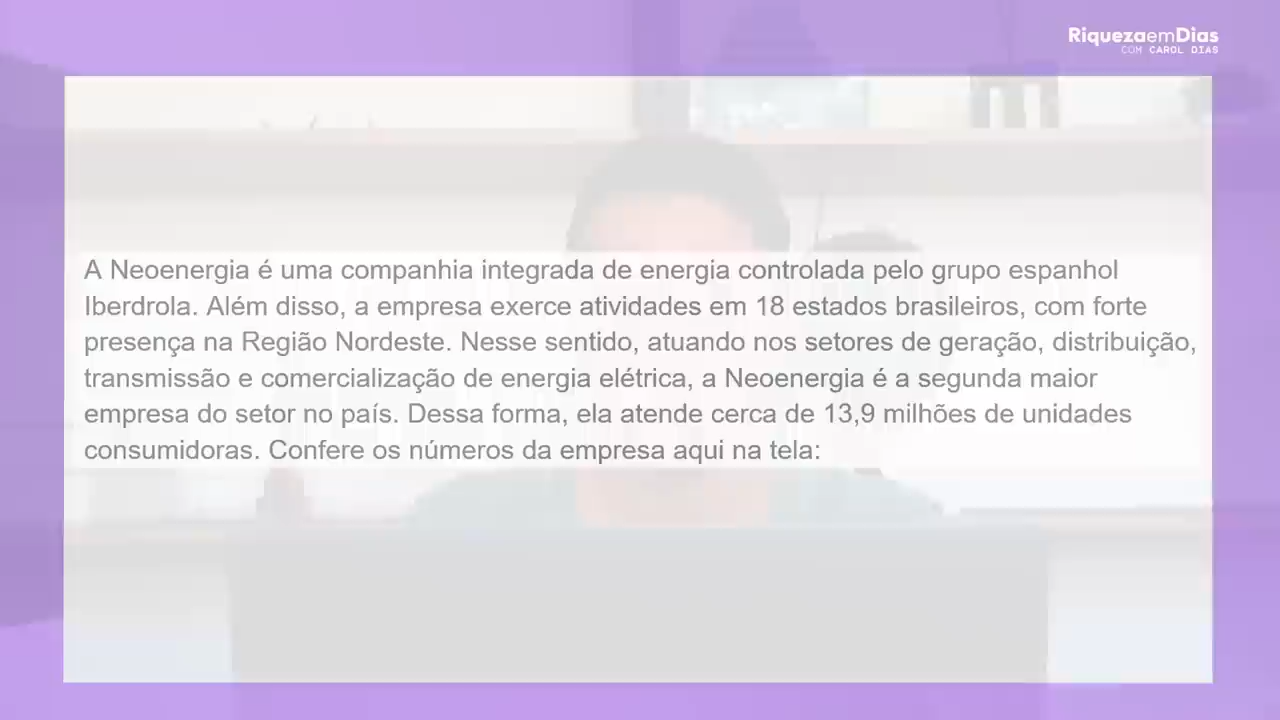 RiquezaemDias
COM CAROL DIAS
A Neoenergia é uma companhia integrada de energia controlada pelo grupo espanhol
Iberdrola. Além disso, a empresa exerce atividades em 18 estados brasileiros, com forte
presença na Região Nordeste. Nesse sentido, atuando nos setores de geração, distribuição,
transmissão e comercialização de energia elétrica, a Neoenergia é a segunda maior
empresa do setor no país. Dessa forma, ela atende cerca de 13,9 milhões de unidades
consumidoras. Confere os números da empresa aqui na tela: